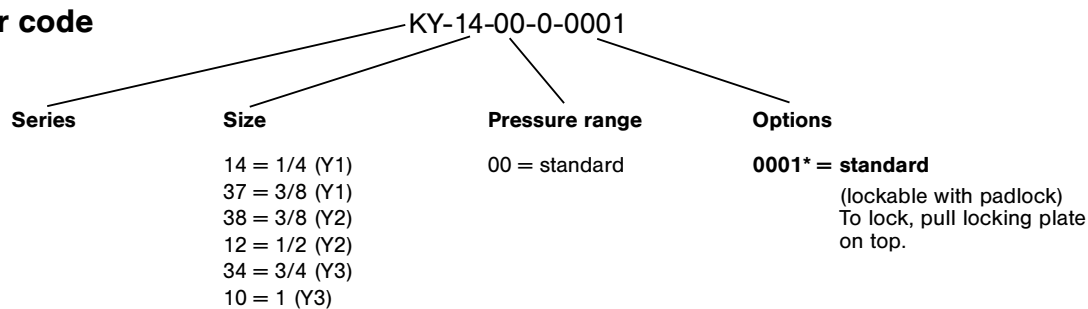 r code
KY-14-00-0-0001
Series
Size
Pressure range
Options
14 = 1/4 (Y1)
37 = 3/8 (Y1)
38 = 3/8 (Y2)
12 = 1/2 (Y2)
34 = 3/4 (Y3)
10 = 1 (Y3)
00 = standard
0001* = standard
(lockable with padlock)
To lock, pull locking plate
on top.